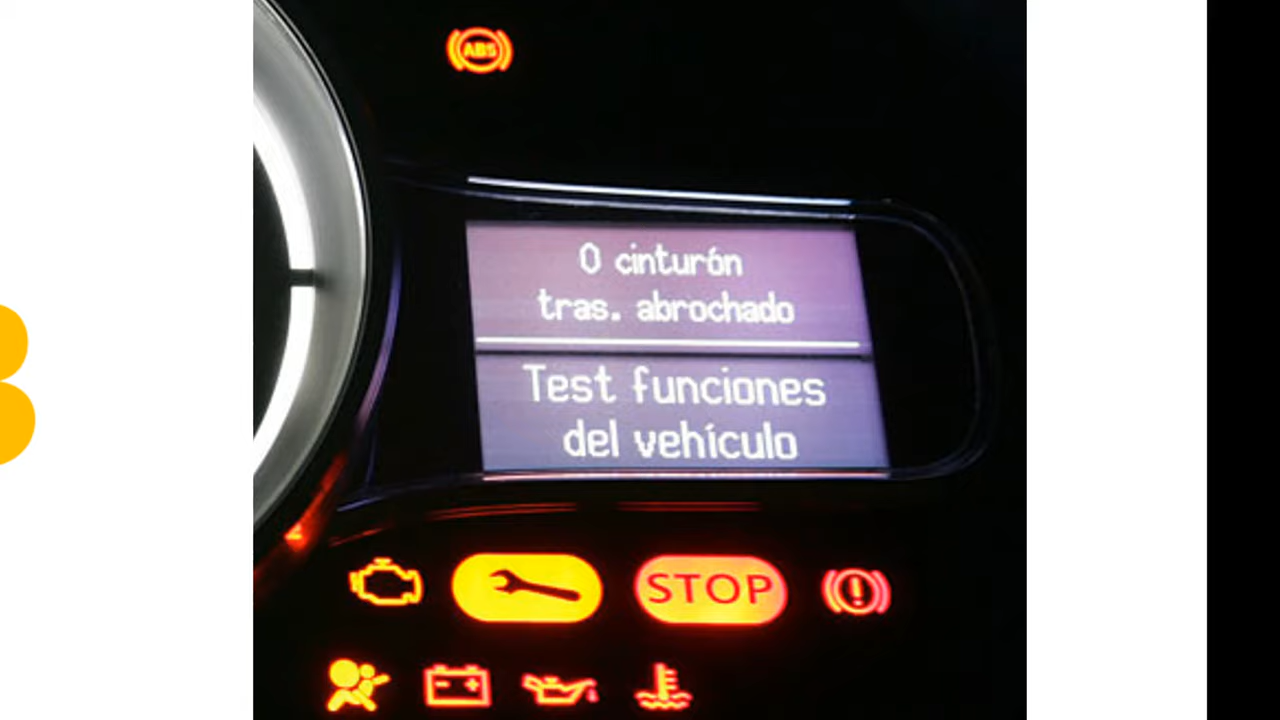 ABS
0 cinturón
tras. abrochado
Test funciones
del vehículo
STOP